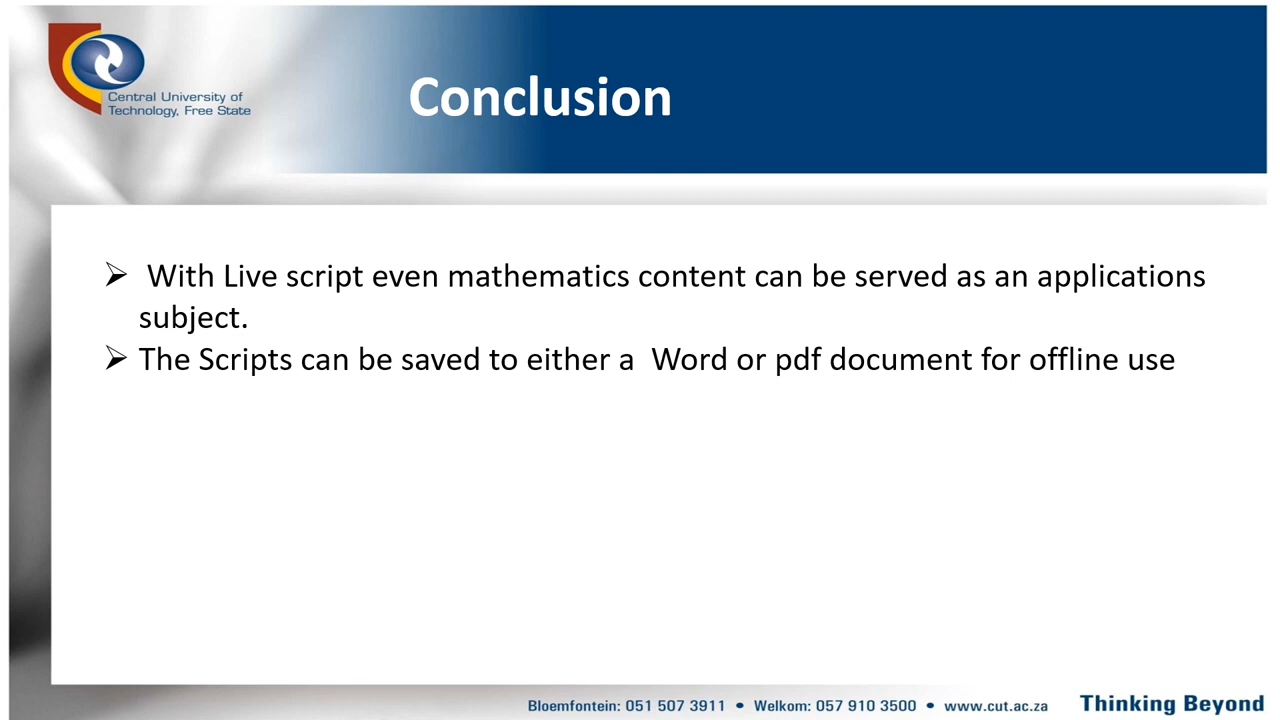 Central University of
Technology, Free State
Conclusion
➢ With Live script even mathematics content can be served as an applications
subject.
➢ The Scripts can be saved to either a  Word or pdf document for offline use
Bloemfontein: 051 507 3911 • Welkom: 057 910 3500 • www.cut.ac.za Thinking Beyond